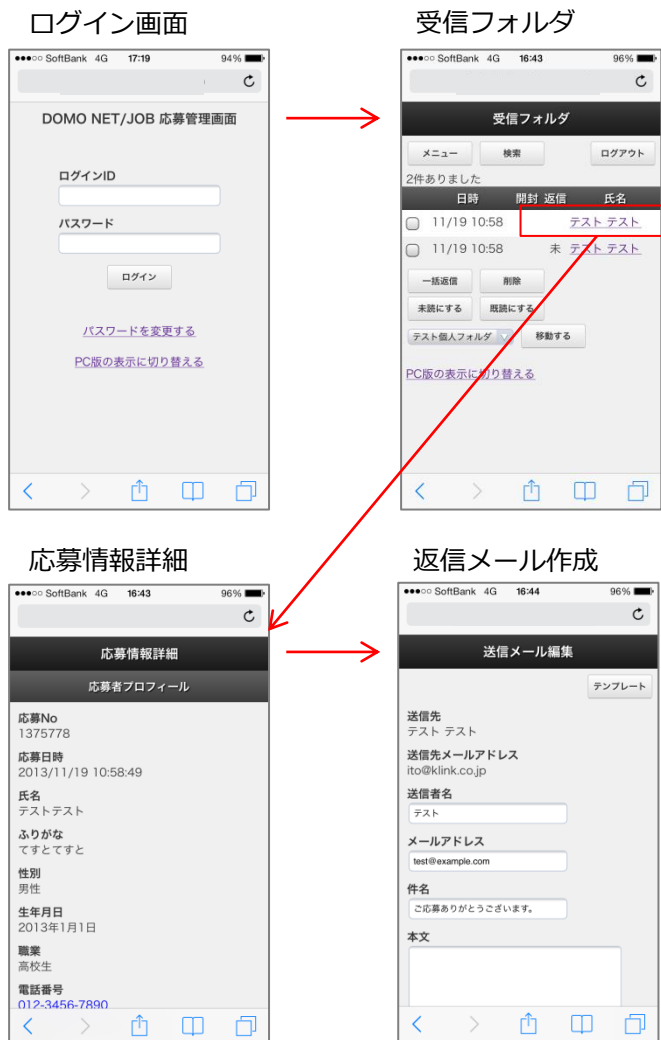 ログイン画面
●●●○○ SoftBank 4G 17:19 94%
DOMO NET/JOB 応募管理画面
ログインID
パスワード
ログイン
パスワードを変更する
PC版の表示に切り替える
受信フォルダ
●●●○○ SoftBank 4G 16:43 96%
受信フォルダ
メニュー 検索 ログアウト
2件ありました
日時 開封 返信 氏名
11/19 10:58 テスト テスト
11/19 10:58 未 テスト テスト
一括返信 削除
未読にする 既読にする
テスト個人フォルダ 移動する
PC版の表示に切り替える
応募情報詳細
●●●○○ SoftBank 4G 16:43 96%
応募情報詳細
応募者プロフィール
応募No
1375778
応募日時
2013/11/19 10:58:49
氏名
テストテスト
ふりがな
てすとてすと
性別
男性
生年月日
2013年1月1日
職業
高校生
電話番号
012-3456-7890
返信メール作成
●●●○○ SoftBank 4G 16:44 96%
送信メール編集
テンプレート
送信先
テスト テスト
送信先メールアドレス
ito@klink.co.jp
送信者名
テスト
メールアドレス
test@example.com
件名
ご応募ありがとうございます。
本文